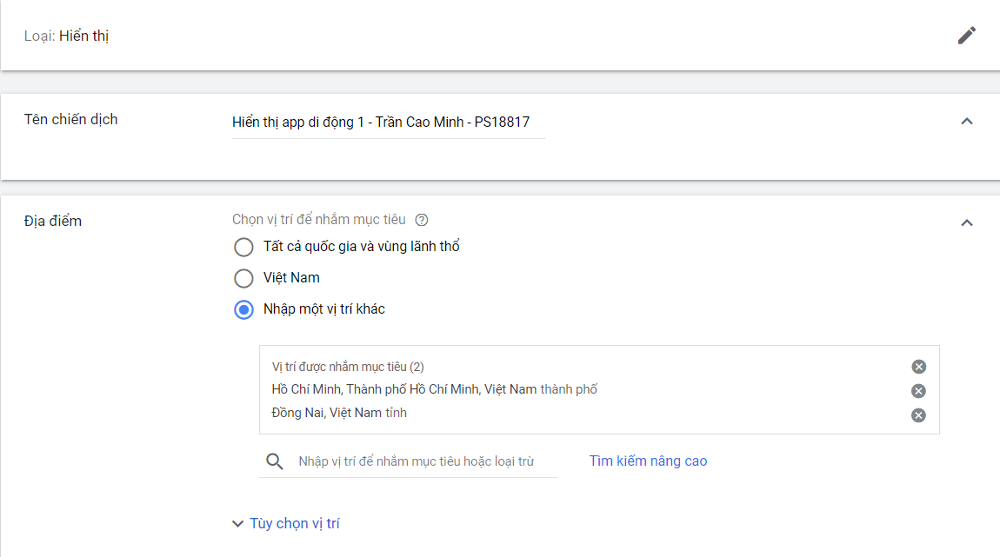 Loại: Hiển thị
Tên chiến dịch
Hiển thị app di động 1 - Trần Cao Minh - PS18817
Địa điểm
Chọn vị trí để nhắm mục tiêu
Tất cả quốc gia và vùng lãnh thổ
Việt Nam
Nhập một vị trí khác
Vị trí được nhắm mục tiêu (2)
Hồ Chí Minh, Thành phố Hồ Chí Minh, Việt Nam thành phố
Đồng Nai, Việt Nam tỉnh
Nhập vị trí để nhắm mục tiêu hoặc loại trừ
Tìm kiếm nâng cao
Tùy chọn vị trí